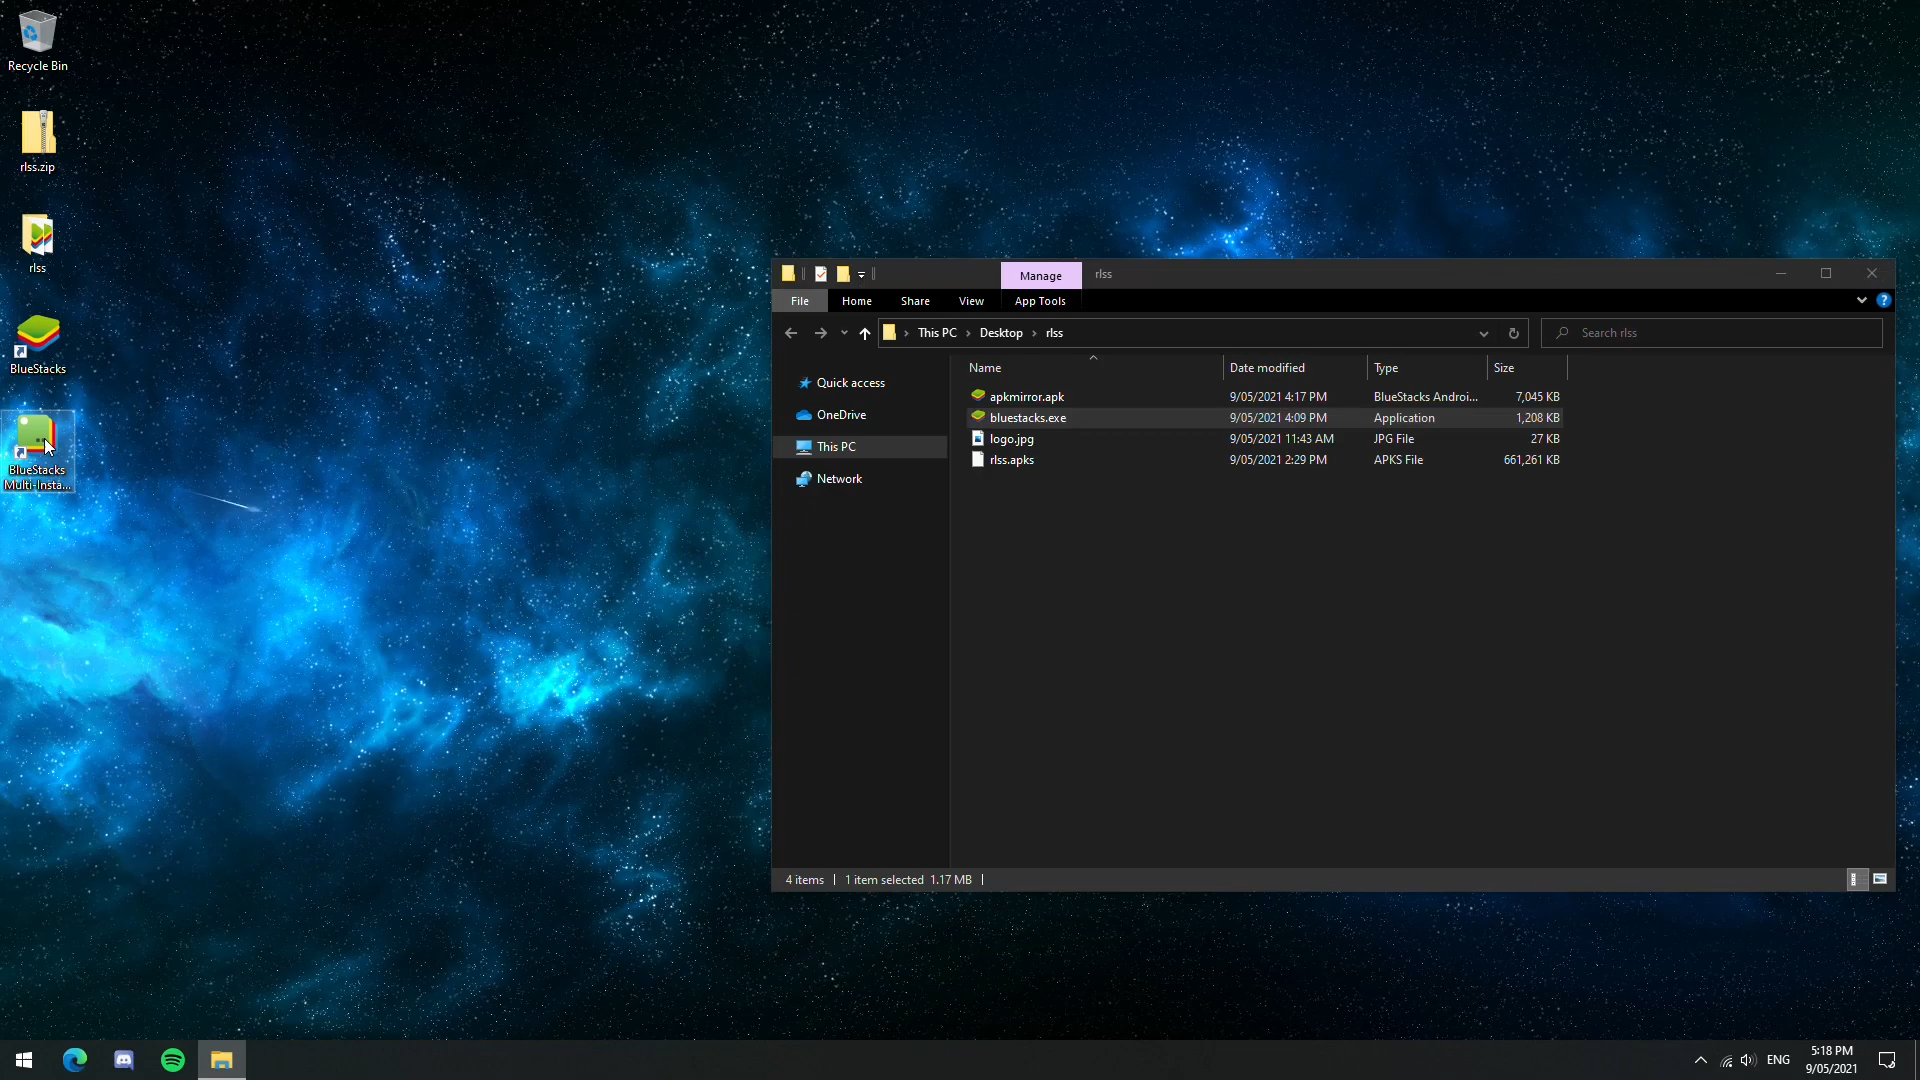 Recycle Bin
rlss.zip
rlss
BlueStacks
BlueStacks
Multi-Insta...
Manage
rlss
File
Home
Share
View
App Tools
?
This PC
Desktop
rlss
Search rlss
Quick access
OneDrive
This PC
Network
Name
Date modified
Type
Size
apkmirror.apk
9/05/2021 4:17 PM
BlueStacks Androi...
7,045 KB
bluestacks.exe
9/05/2021 4:09 PM
Application
1,208 KB
logo.jpg
9/05/2021 11:43 AM
JPG File
27 KB
rlss.apks
9/05/2021 2:29 PM
APKS File
661,261 KB
4 items
1 item selected 1.17 MB
ENG
5:18 PM
9/05/2021